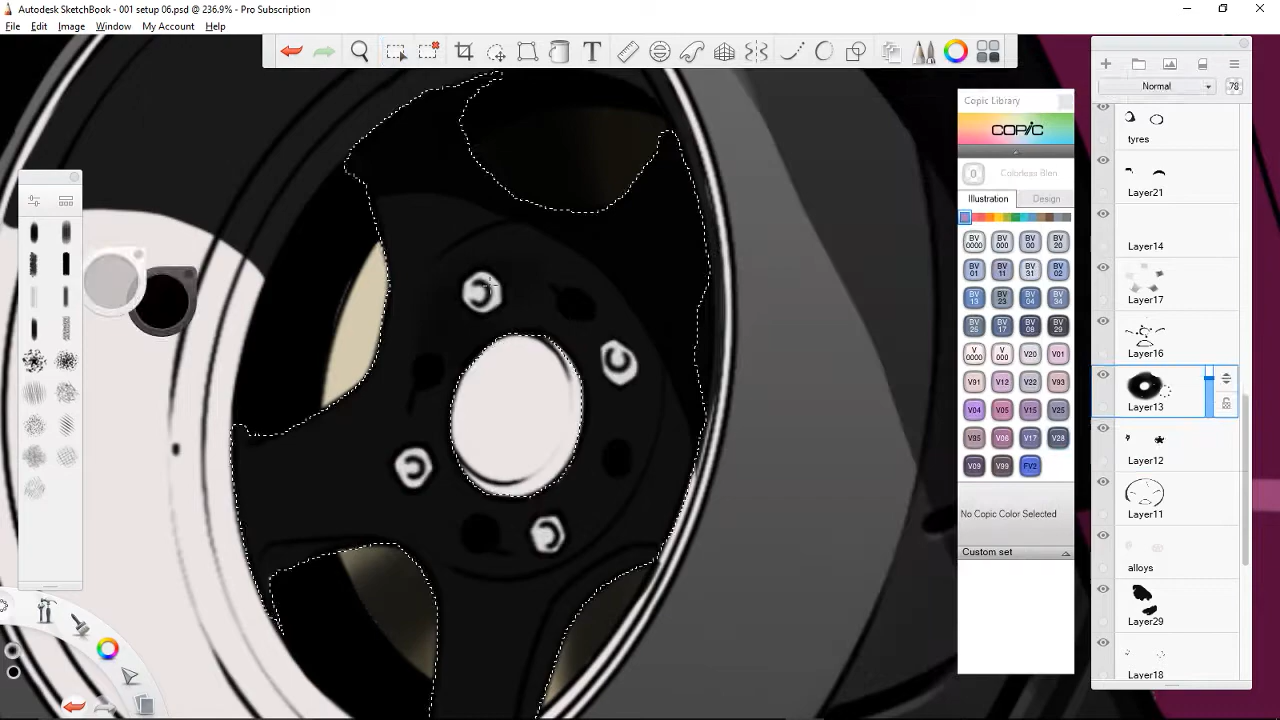 Autodesk SketchBook - 001 setup 06.psd @ 236.9% - Pro Subscription
File Edit Image Window My Account Help
Normal 78
Copic Library
COPIC
0 Colorless Blen
Illustration Design
BV 0000 BV 000 BV 00 BV 20
BV 01 BV 11 BV 31 BV 02
BV 13 BV 23 BV 04 BV 34
BV 25 BV 17 BV 08 BV 29
V 0000 V 000 V20 V01
V91 V12 V22 V93
V04 V05 V15 V25
V95 V06 V17 V28
V09 V99 FV2
No Copic Color Selected
Custom set
tyres
Layer21
Layer14
Layer17
Layer16
Layer13
Layer12
Layer11
alloys
Layer29
Layer18